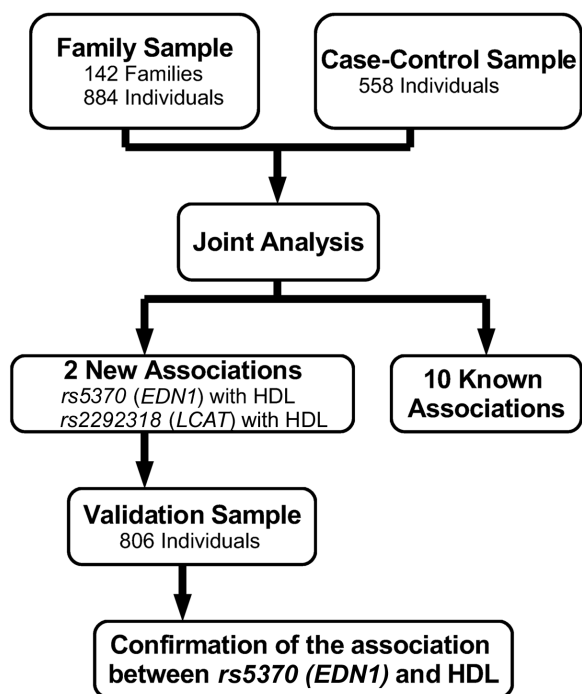 Family Sample
142 Families
884 Individuals
Case-Control Sample
558 Individuals
Joint Analysis
2 New Associations
rs5370 (EDN1) with HDL
rs2292318 (LCAT) with HDL
10 Known
Associations
Validation Sample
806 Individuals
Confirmation of the association
between rs5370 (EDN1) and HDL